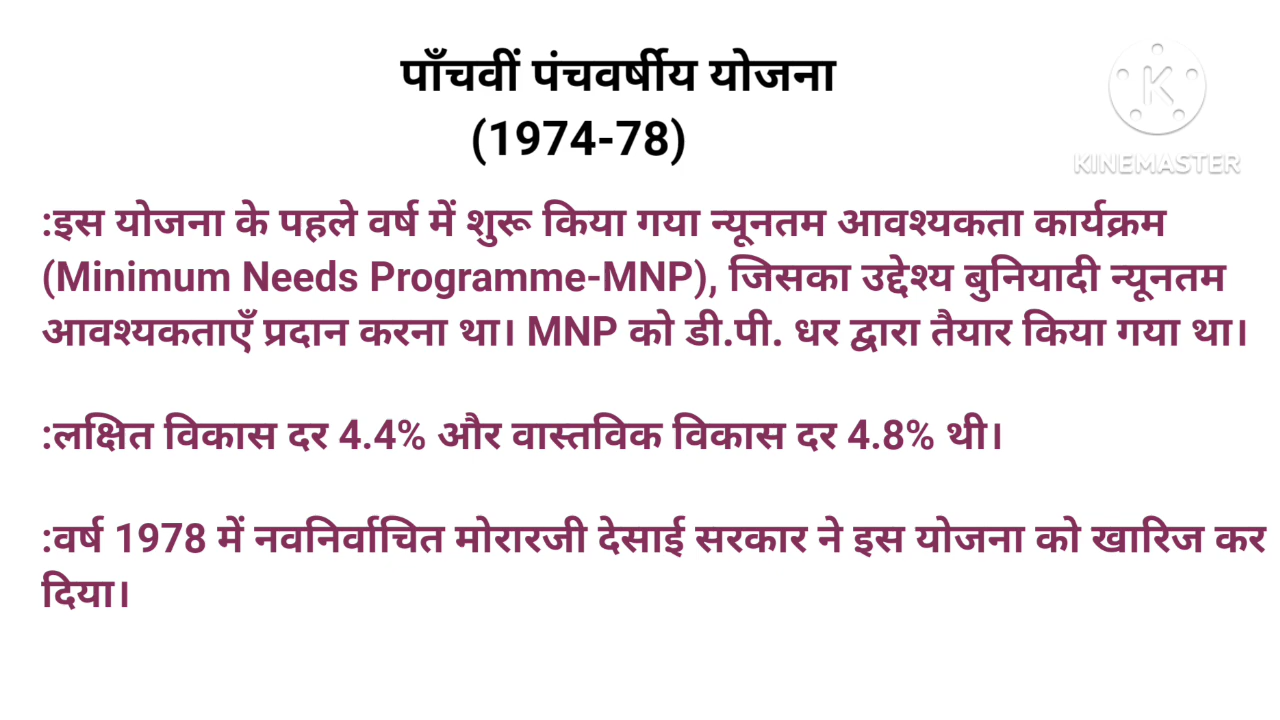 पाँचवीं पंचवर्षीय योजना
(1974-78)
K
KINEMASTER
:इस योजना के पहले वर्ष में शुरू किया गया न्यूनतम आवश्यकता कार्यक्रम
(Minimum Needs Programme-MNP), जिसका उद्देश्य बुनियादी न्यूनतम
आवश्यकताएँ प्रदान करना था। MNP को डी.पी. धर द्वारा तैयार किया गया था।
:लक्षित विकास दर 4.4% और वास्तविक विकास दर 4.8% थी।
:वर्ष 1978 में नवनिर्वाचित मोरारजी देसाई सरकार ने इस योजना को खारिज कर
दिया।